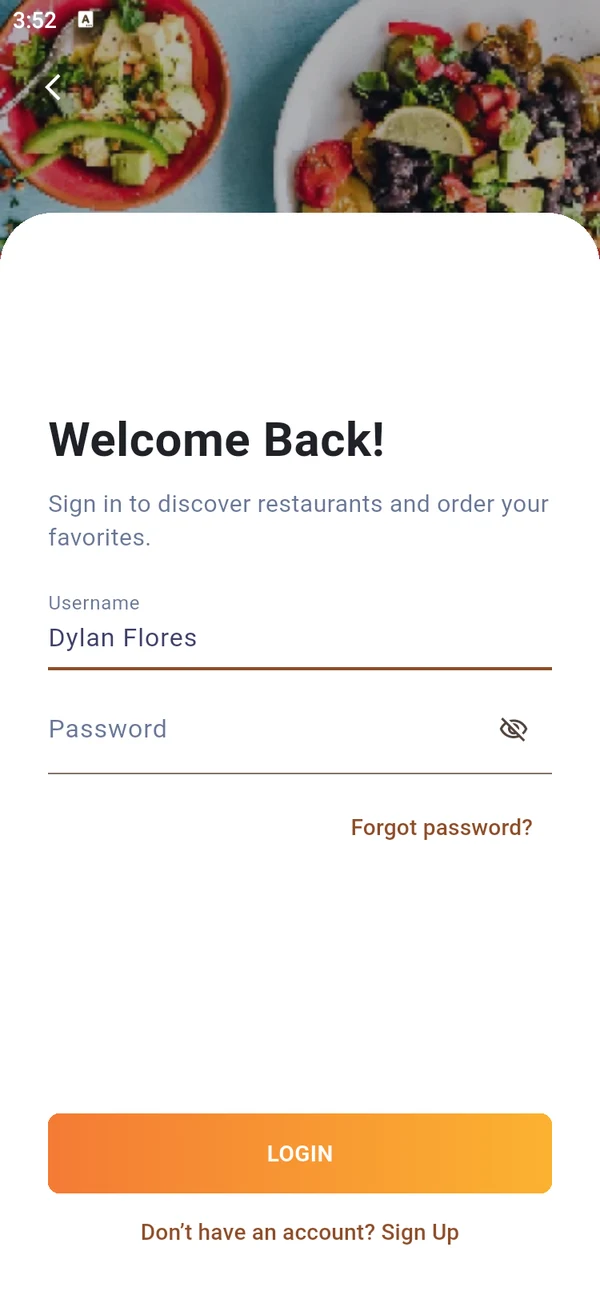 3:52
Welcome Back!
Sign in to discover restaurants and order your
favorites.
Username
Dylan Flores
Password
Forgot password?
LOGIN
Don’t have an account? Sign Up